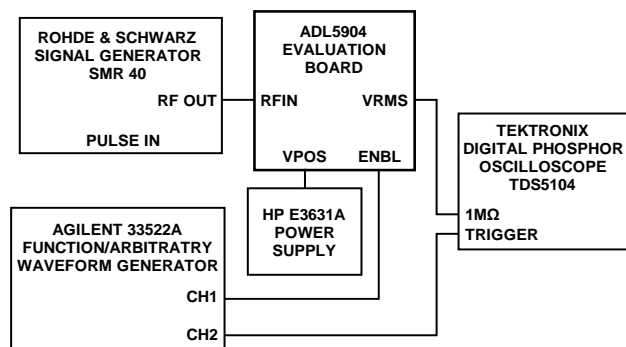 ROHDE & SCHWARZ
SIGNAL GENERATOR
SMR 40
RF OUT
PULSE IN
ADL5904
EVALUATION
BOARD
RFIN
VRMS
VPOS
ENBL
TEKTRONIX
DIGITAL PHOSPHOR
OSCILLOSCOPE
TDS5104
1MΩ
TRIGGER
HP E3631A
POWER
SUPPLY
AGILENT 33522A
FUNCTION/ARBITRATRY
WAVEFORM GENERATOR
CH1
CH2